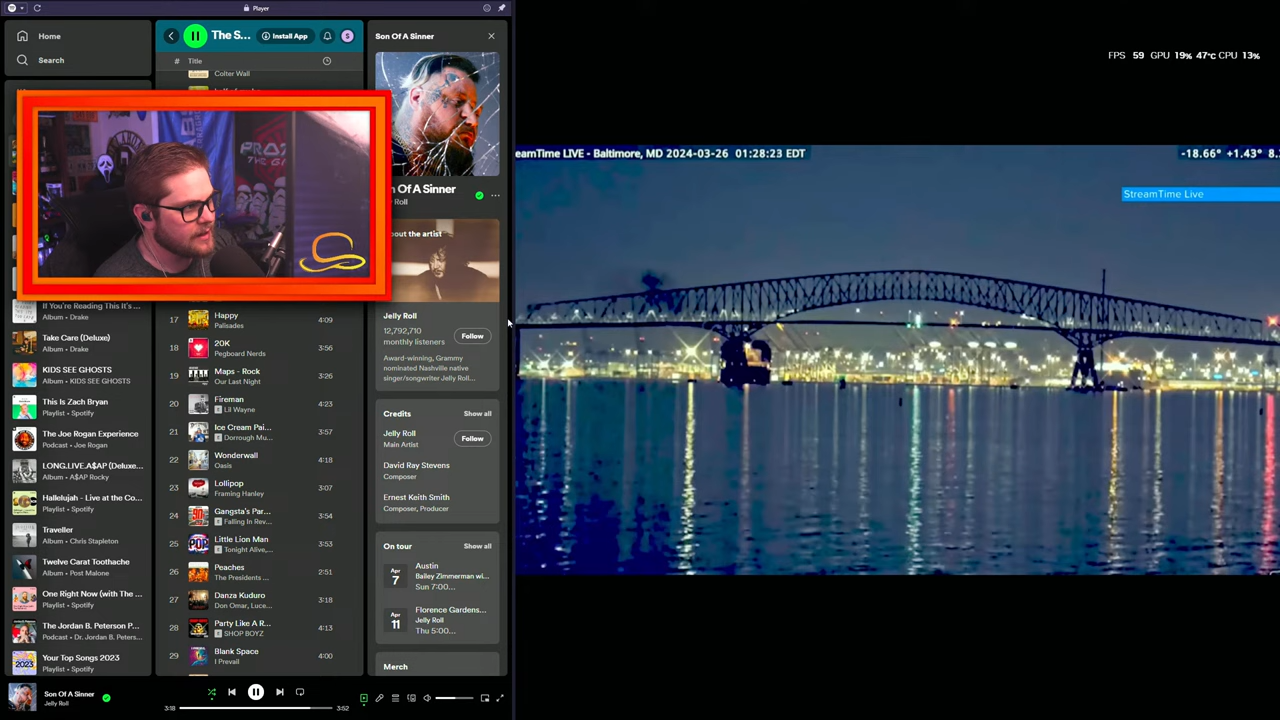 Player
Home
Search
The S...
Install App
S
# Title
Colter Wall
If You're Reading This It's ...
Album • Drake
Take Care (Deluxe)
Album • Drake
KIDS SEE GHOSTS
Album • KIDS SEE GHOSTS
This Is Zach Bryan
Playlist • Spotify
The Joe Rogan Experience
Podcast • Joe Rogan
LONG.LIVE.A$AP (Deluxe...
Album • A$AP Rocky
Hallelujah - Live at the Co...
Playlist • Spotify
Traveller
Album • Chris Stapleton
Twelve Carat Toothache
Album • Post Malone
One Right Now (with The ...
Playlist • Spotify
The Jordan B. Peterson P...
Podcast • Dr. Jordan B. Peters...
Your Top Songs 2023
Playlist • Spotify
17 Happy 4:09
Palisades
18 20K 3:56
Pegboard Nerds
19 Maps - Rock 3:26
Our Last Night
20 Fireman 4:23
E Lil Wayne
21 Ice Cream Pai... 3:57
E Dorrough Mu...
22 Wonderwall 4:18
Oasis
23 Lollipop 3:07
Framing Hanley
24 Gangsta's Par... 3:54
E Falling In Rev...
25 Little Lion Man 3:53
E Tonight Alive,...
26 Peaches 2:51
The Presidents ...
27 Danza Kuduro 3:18
Don Omar, Luce...
28 Party Like A R... 4:13
E SHOP BOYZ
29 Blank Space 4:00
I Prevail
Son Of A Sinner
n Of A Sinner
y Roll
bout the artist
Jelly Roll
12,792,710
monthly listeners
Follow
Award-winning, Grammy
nominated Nashville native
singer/songwriter Jelly Roll...
Credits Show all
Jelly Roll
Main Artist
Follow
David Ray Stevens
Composer
Ernest Keith Smith
Composer, Producer
On tour Show all
Apr
7
Austin
Bailey Zimmerman wi...
Sun 7:00...
Apr
11
Florence Gardens...
Jelly Roll
Thu 5:00...
Merch
Son Of A Sinner
Jelly Roll
3:18 3:52
FPS 59 GPU 19% 47°C CPU 13%
reamTime LIVE - Baltimore, MD 2024-03-26 01:28:23 EDT
-18.66° +1.43° 8.
StreamTime Live